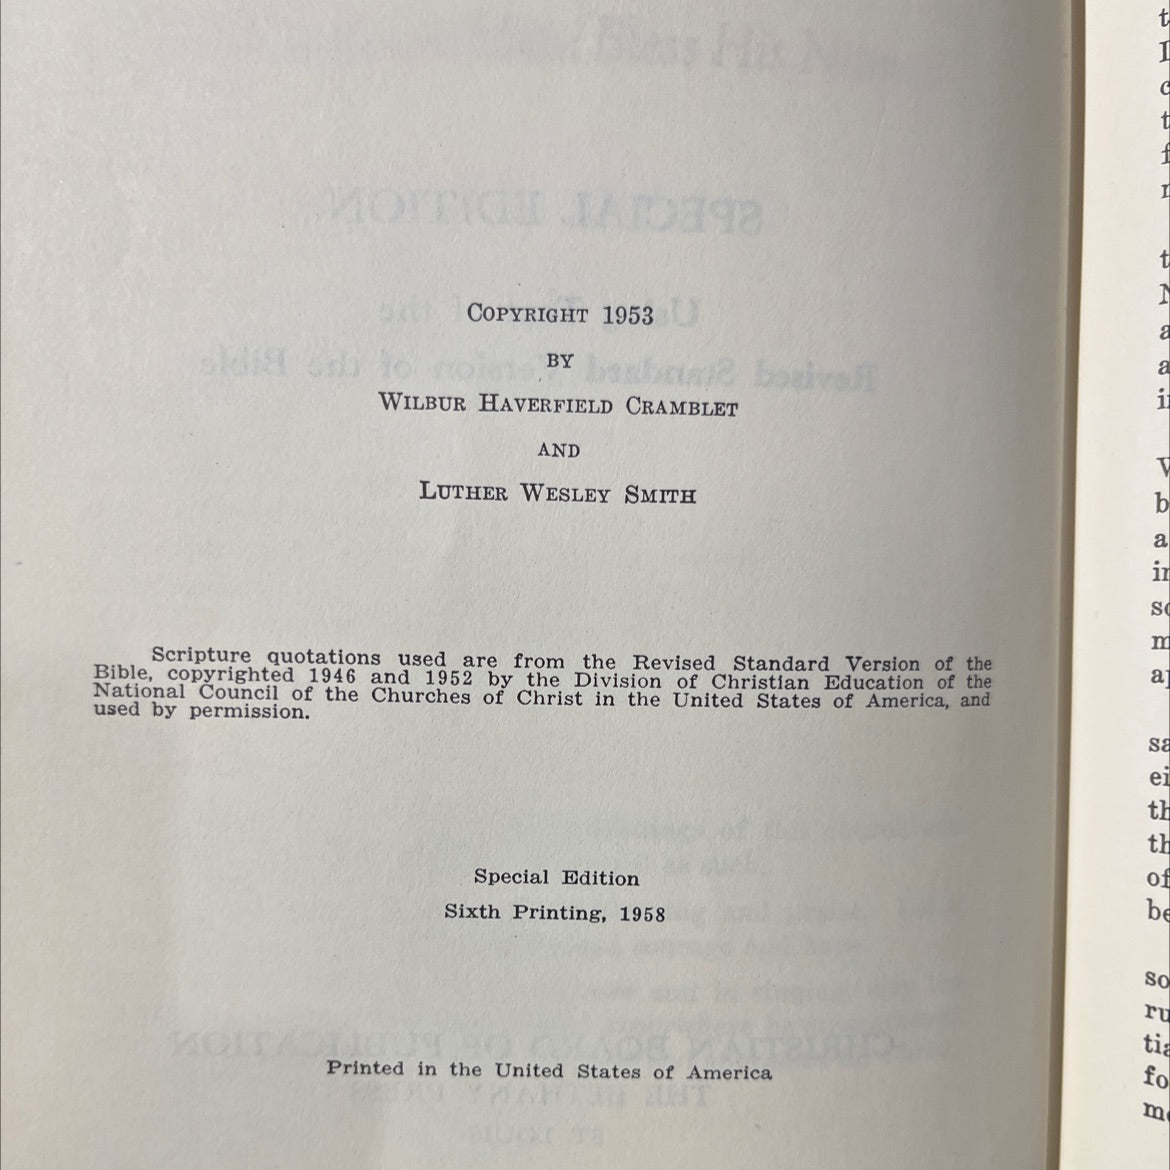 COPYRIGHT 1953
BY
WILBUR HAVERFIELD CRAMBLET
AND
LUTHER WESLEY SMITH
Scripture quotations used are from the Revised Standard Version of the
Bible, copyrighted 1946 and 1952 by the Division of Christian Education of the
National Council of the Churches of Christ in the United States of America, and
used by permission.
Special Edition
Sixth Printing, 1958
Printed in the United States of America